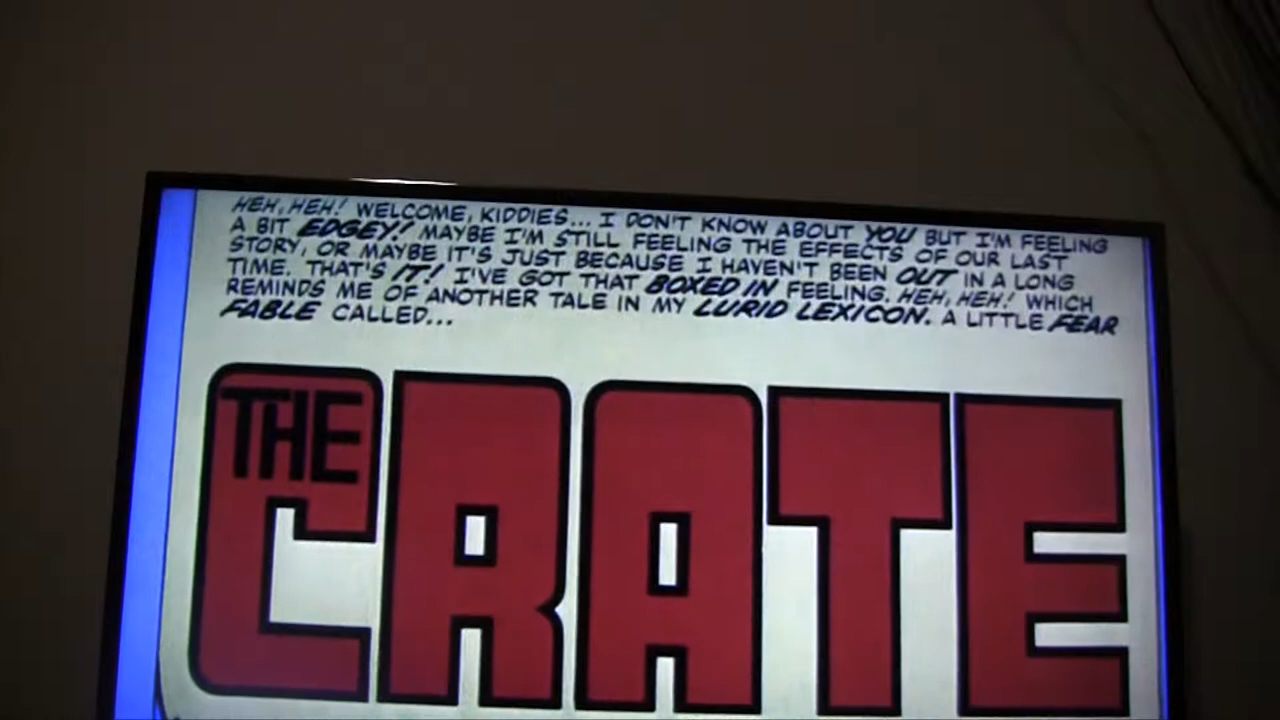 HEH, HEH! WELCOME, KIDDIES... I DON'T KNOW ABOUT YOU BUT I'M FEELING
A BIT EDGEY! MAYBE I'M STILL FEELING THE EFFECTS OF OUR LAST
STORY, OR MAYBE IT'S JUST BECAUSE I HAVEN'T BEEN OUT IN A LONG
TIME. THAT'S IT! I'VE GOT THAT BOXED IN FEELING. HEH, HEH! WHICH
REMINDS ME OF ANOTHER TALE IN MY LURID LEXICON. A LITTLE FEAR
FABLE CALLED...
THE
CRATE